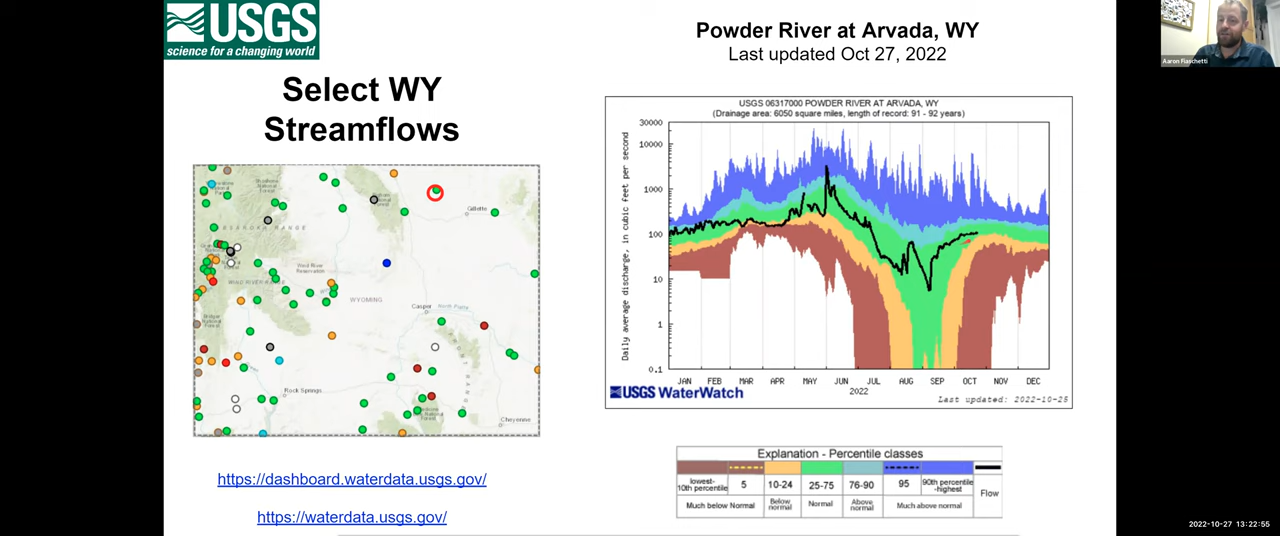 USGS
science for a changing world
Select WY
Streamflows
Gillette
WIND RIVER RANGE
Wind River
Reservation
WYOMING
Casper
North Platte
Rock Springs
Cheyenne
https://dashboard.waterdata.usgs.gov/
https://waterdata.usgs.gov/
Powder River at Arvada, WY
Last updated Oct 27, 2022
USGS 06317000 POWDER RIVER AT ARVADA, WY
(Drainage area: 6050 square miles, length of record: 91 - 92 years)
Daily average discharge, in cubic feet per second
30000
10000
1000
100
10
1
0.1
JAN FEB MAR APR MAY JUN JUL AUG SEP OCT NOV DEC
2022
USGS WaterWatch
Last updated: 2022-10-25
Explanation - Percentile classes
lowest-
10th percentile 5 10-24 25-75 76-90 95 90th percentile
-highest
Flow
Much below Normal Below
normal Normal Above
normal Much above normal
Aaron Fiaschetti
2022-10-27 13:22:55